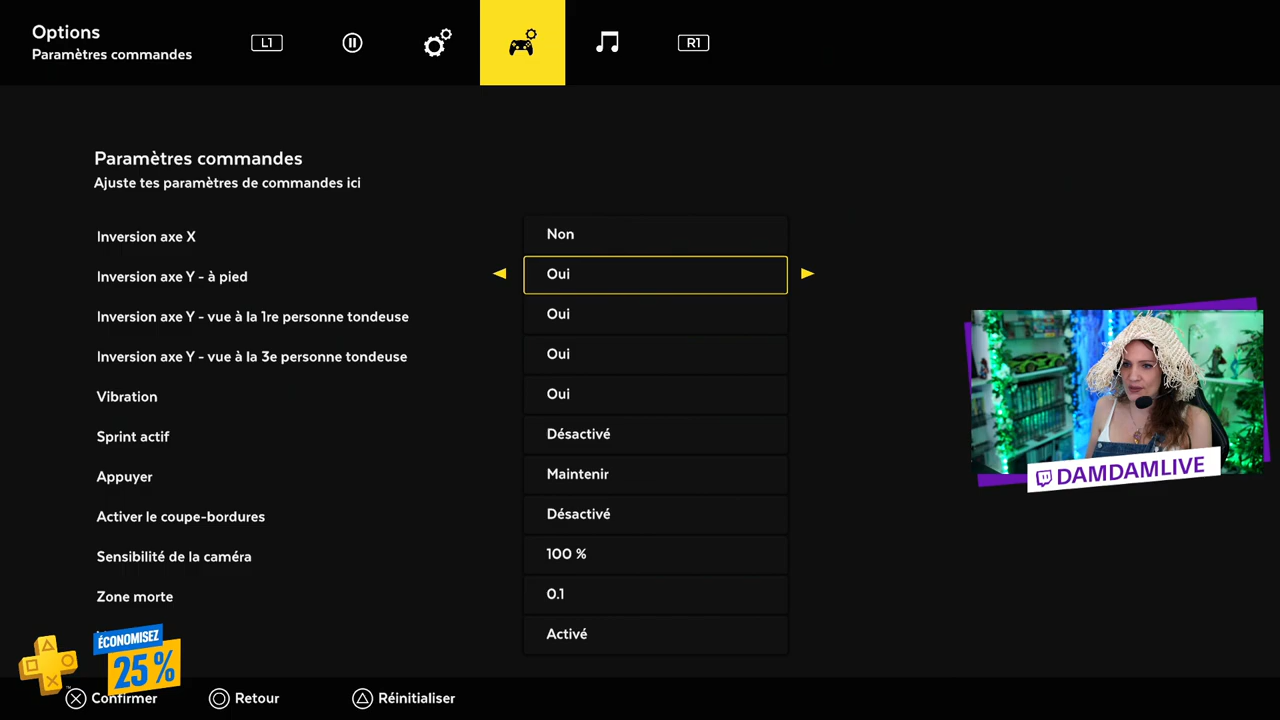 Options
Paramètres commandes
L1
R1
Paramètres commandes
Ajuste tes paramètres de commandes ici
Inversion axe X
Non
Inversion axe Y - à pied
Oui
Inversion axe Y - vue à la 1re personne tondeuse
Oui
Inversion axe Y - vue à la 3e personne tondeuse
Oui
Vibration
Oui
Sprint actif
Désactivé
Appuyer
Maintenir
Activer le coupe-bordures
Désactivé
Sensibilité de la caméra
100 %
Zone morte
0.1
Activé
DAMDAMLIVE
ÉCONOMISEZ
25%
Confirmer
Retour
Réinitialiser